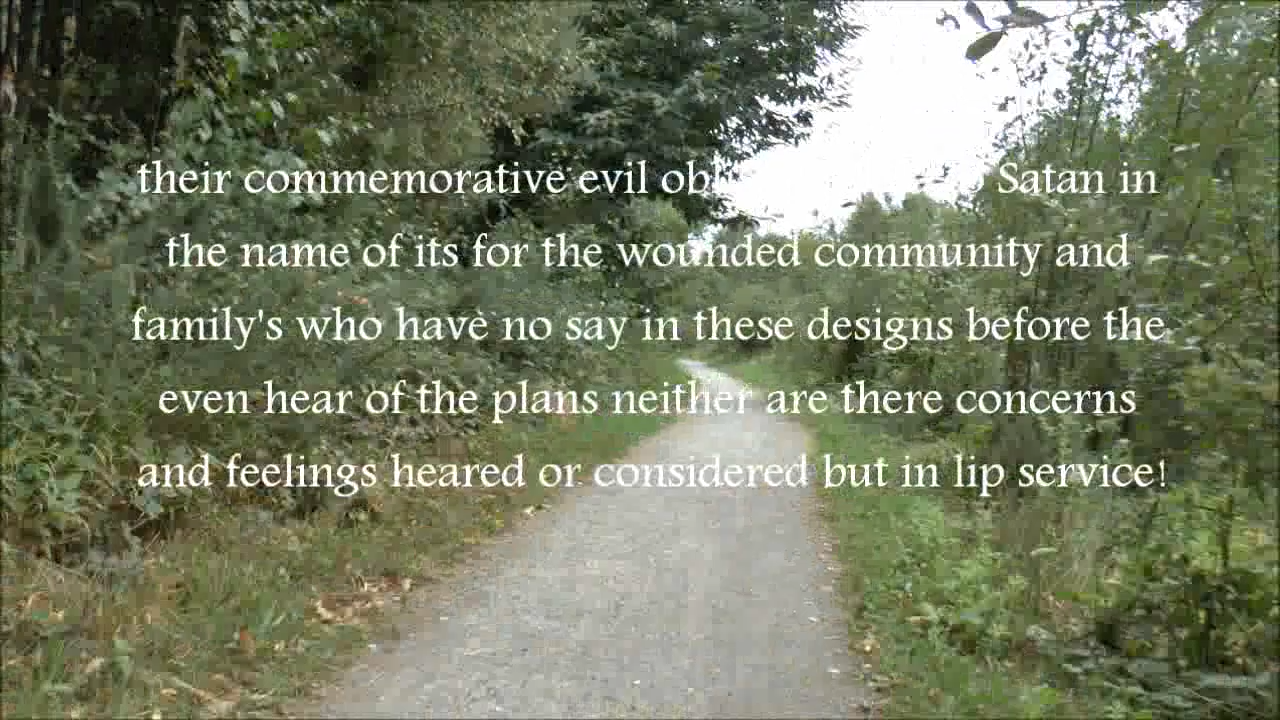 their commemorative evil Satan in
the name of its for the wounded community and
family's who have no say in these designs before the
even hear of the plans neither are there concerns
and feelings heared or considered but in lip service!